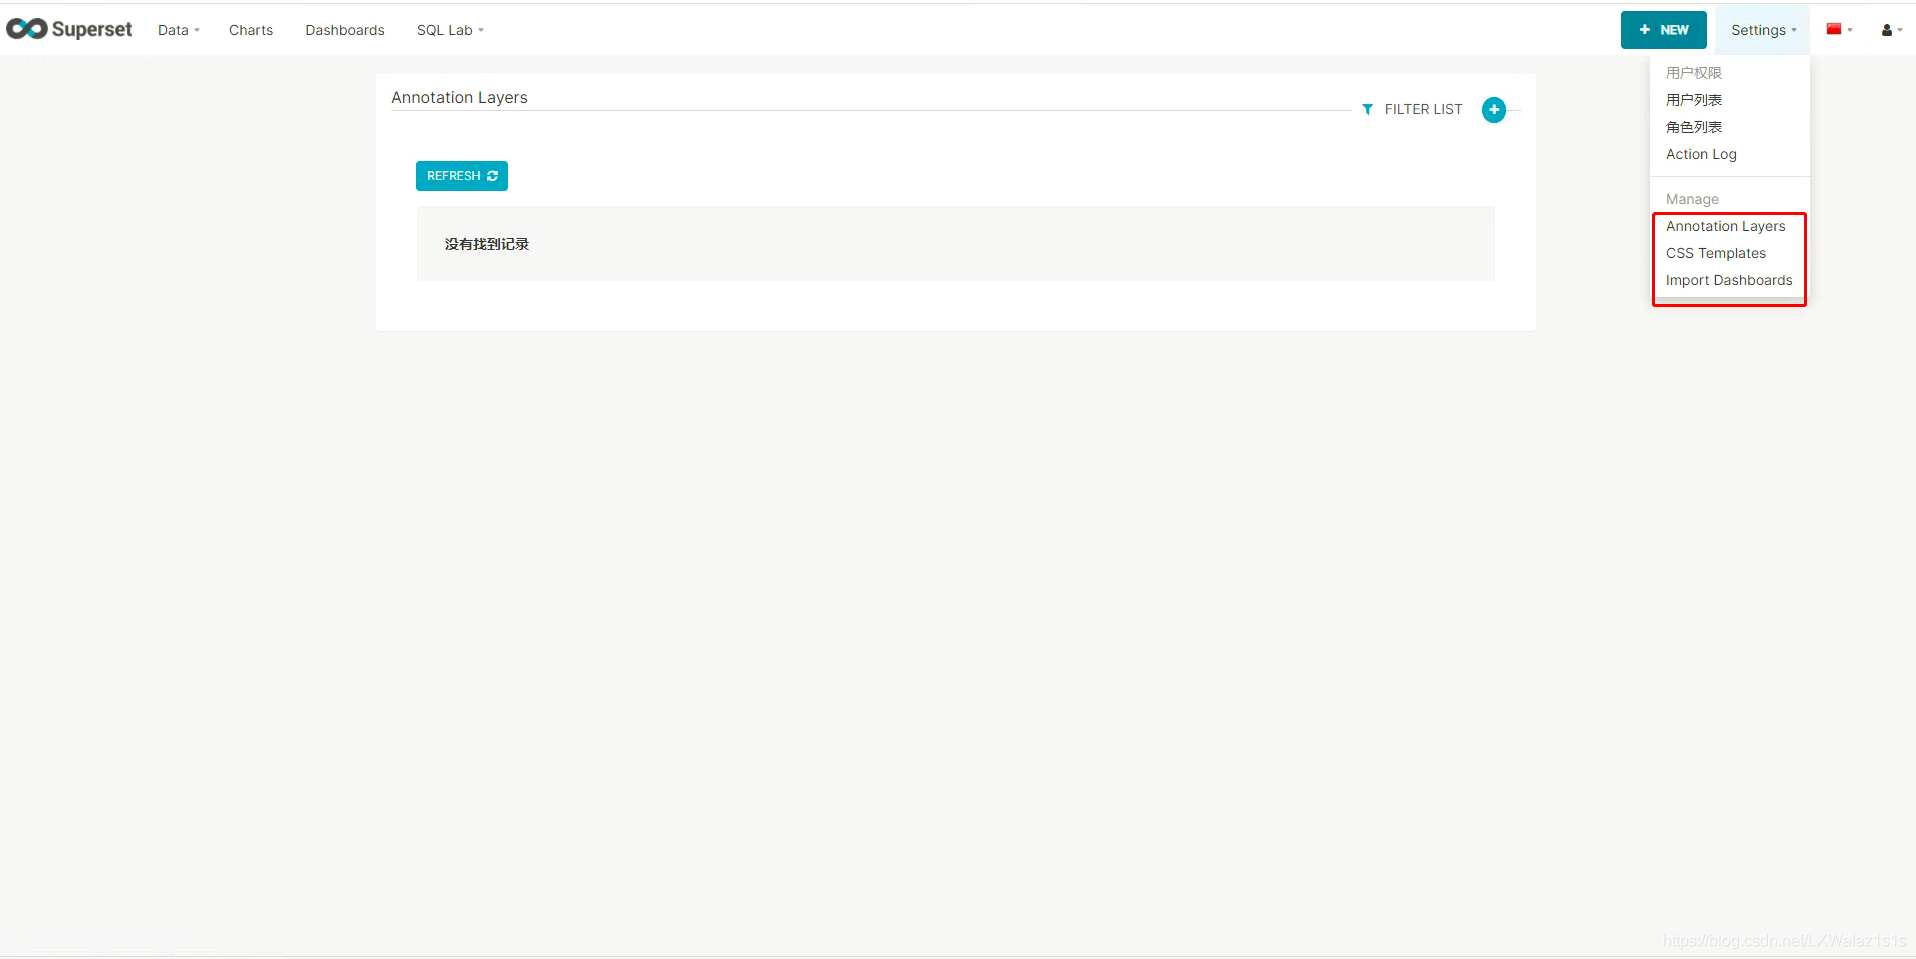 Superset Data Charts Dashboards SQL Lab + NEW Settings
用户权限
用户列表
角色列表
Action Log
Manage
Annotation Layers
CSS Templates
Import Dashboards
Annotation Layers
FILTER LIST
REFRESH
没有找到记录
https://blog.csdn.net/LXWalaz1s1s